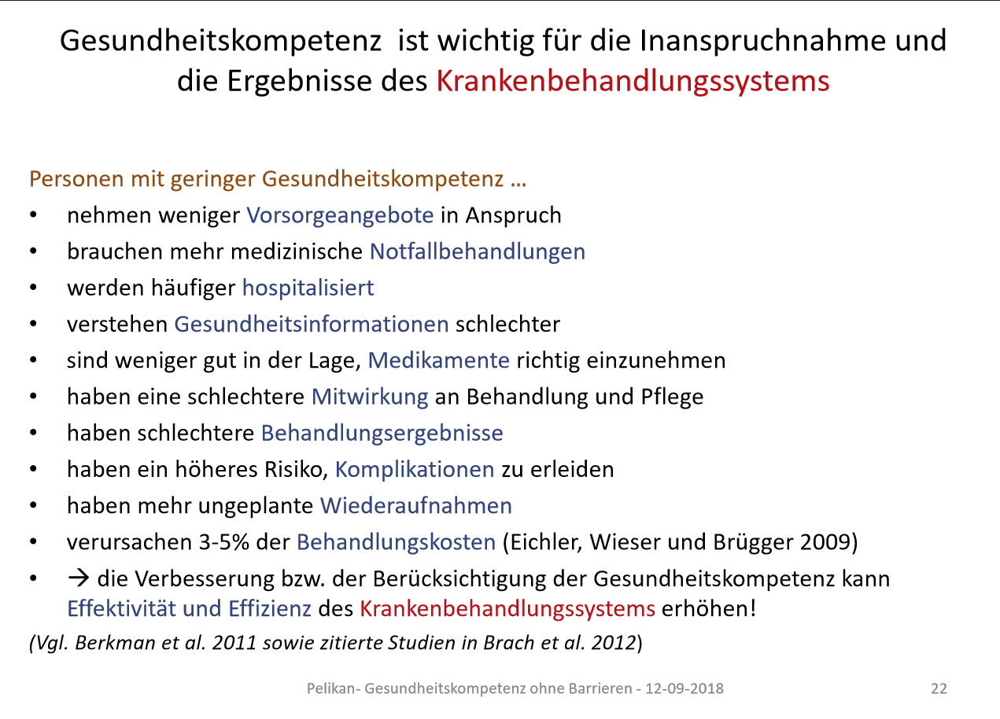 Gesundheitskompetenz  ist wichtig für die Inanspruchnahme und
die Ergebnisse des Krankenbehandlungssystems
Personen mit geringer Gesundheitskompetenz …
• nehmen weniger Vorsorgeangebote in Anspruch
• brauchen mehr medizinische Notfallbehandlungen
• werden häufiger hospitalisiert
• verstehen Gesundheitsinformationen schlechter
• sind weniger gut in der Lage, Medikamente richtig einzunehmen
• haben eine schlechtere Mitwirkung an Behandlung und Pflege
• haben schlechtere Behandlungsergebnisse
• haben ein höheres Risiko, Komplikationen zu erleiden
• haben mehr ungeplante Wiederaufnahmen
• verursachen 3-5% der Behandlungskosten (Eichler, Wieser und Brügger 2009)
• → die Verbesserung bzw. der Berücksichtigung der Gesundheitskompetenz kann
Effektivität und Effizienz des Krankenbehandlungssystems erhöhen!
(Vgl. Berkman et al. 2011 sowie zitierte Studien in Brach et al. 2012)
Pelikan- Gesundheitskompetenz ohne Barrieren - 12-09-2018
22